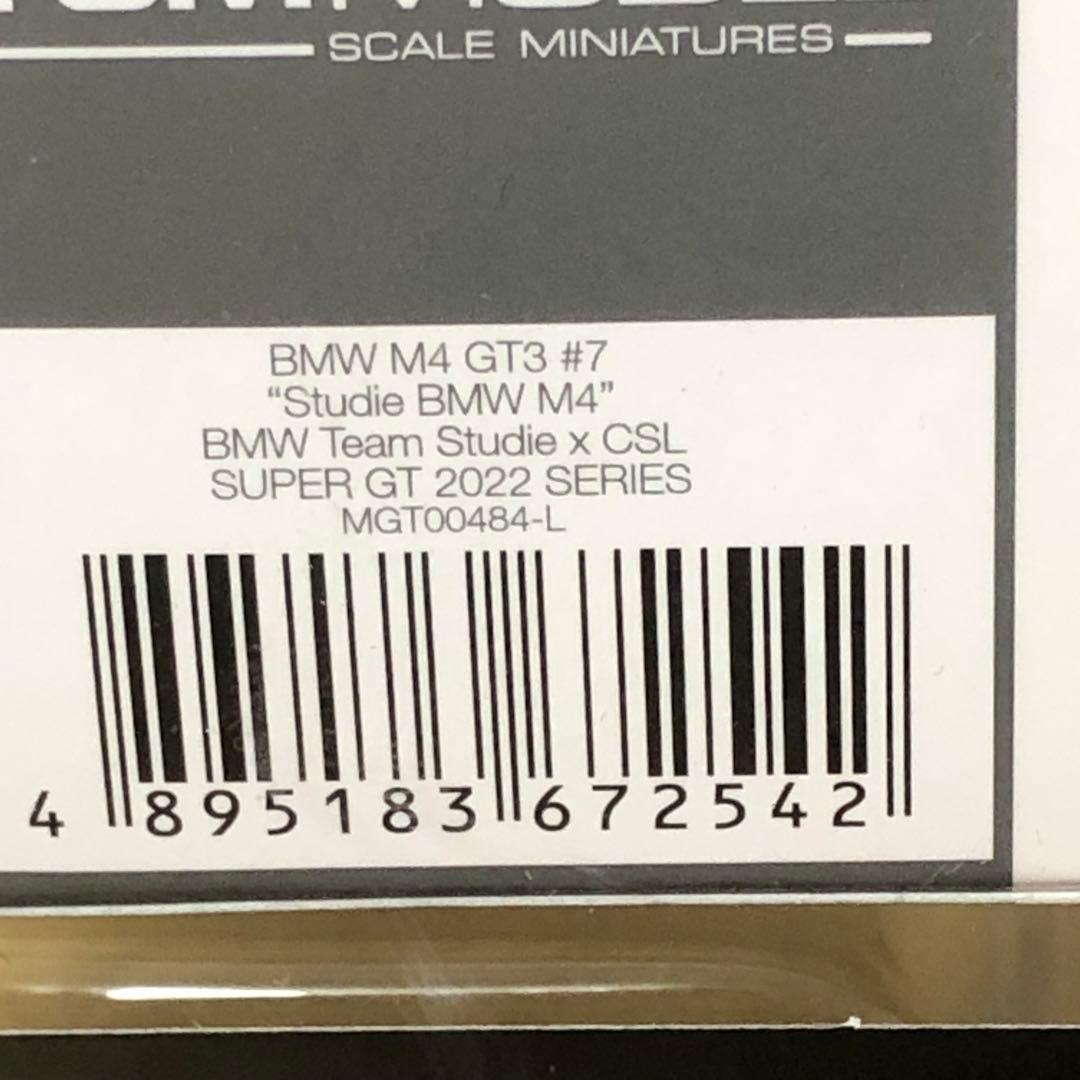 SCALE MINIATURES
BMW M4 GT3 #7
“Studie BMW M4”
BMW Team Studie x CSL
SUPER GT 2022 SERIES
MGT00484-L
4 895183 672542